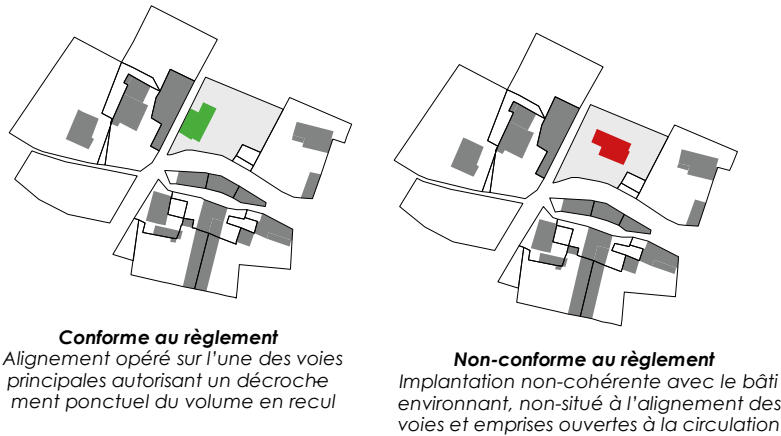 Conforme au règlement
Alignement opéré sur l'une des voies
principales autorisant un décroche-
ment ponctuel du volume en recul
Non-conforme au règlement
Implantation non-cohérente avec le bâti
environnant, non-situé à l'alignement des
voies et emprises ouvertes à la circulation